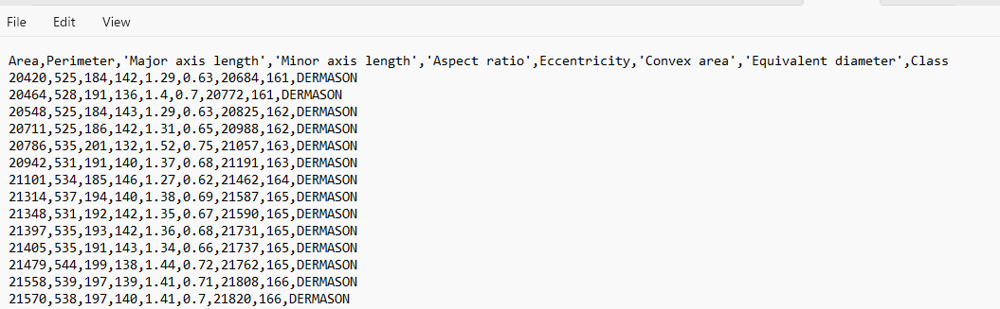 File Edit View
Area,Perimeter,'Major axis length','Minor axis length','Aspect ratio',Eccentricity,'Convex area','Equivalent diameter',Class
20420,525,184,142,1.29,0.63,20684,161,DERMASON
20464,528,191,136,1.4,0.7,20772,161,DERMASON
20548,525,184,143,1.29,0.63,20825,162,DERMASON
20711,525,186,142,1.31,0.65,20988,162,DERMASON
20786,535,201,132,1.52,0.75,21057,163,DERMASON
20942,531,191,140,1.37,0.68,21191,163,DERMASON
21101,534,185,146,1.27,0.62,21462,164,DERMASON
21314,537,194,140,1.38,0.69,21587,165,DERMASON
21348,531,192,142,1.35,0.67,21590,165,DERMASON
21397,535,193,142,1.36,0.68,21731,165,DERMASON
21405,535,191,143,1.34,0.66,21737,165,DERMASON
21479,544,199,138,1.44,0.72,21762,165,DERMASON
21558,539,197,139,1.41,0.71,21808,166,DERMASON
21570,538,197,140,1.41,0.7,21820,166,DERMASON